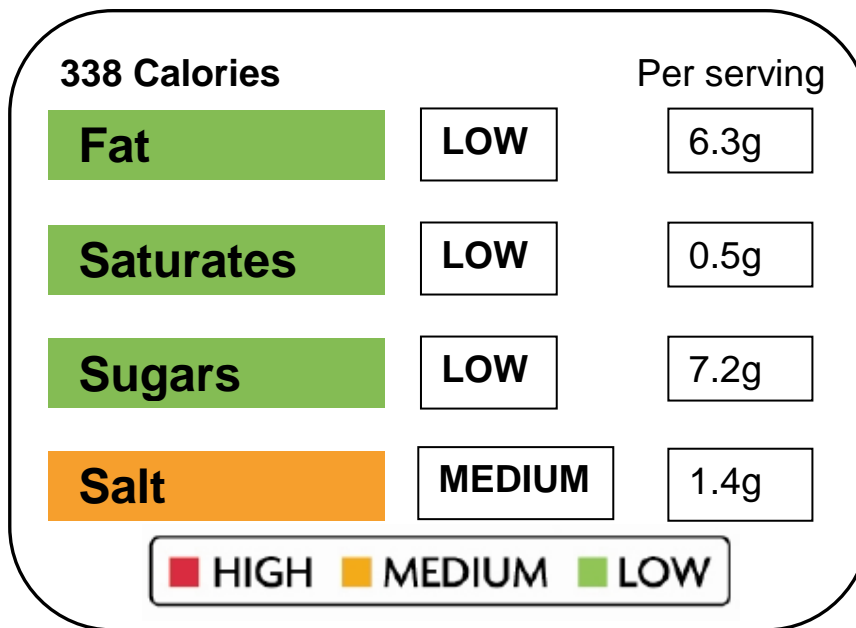 338 Calories Per serving
Fat LOW 6.3g
Saturates LOW 0.5g
Sugars LOW 7.2g
Salt MEDIUM 1.4g
HIGH MEDIUM LOW